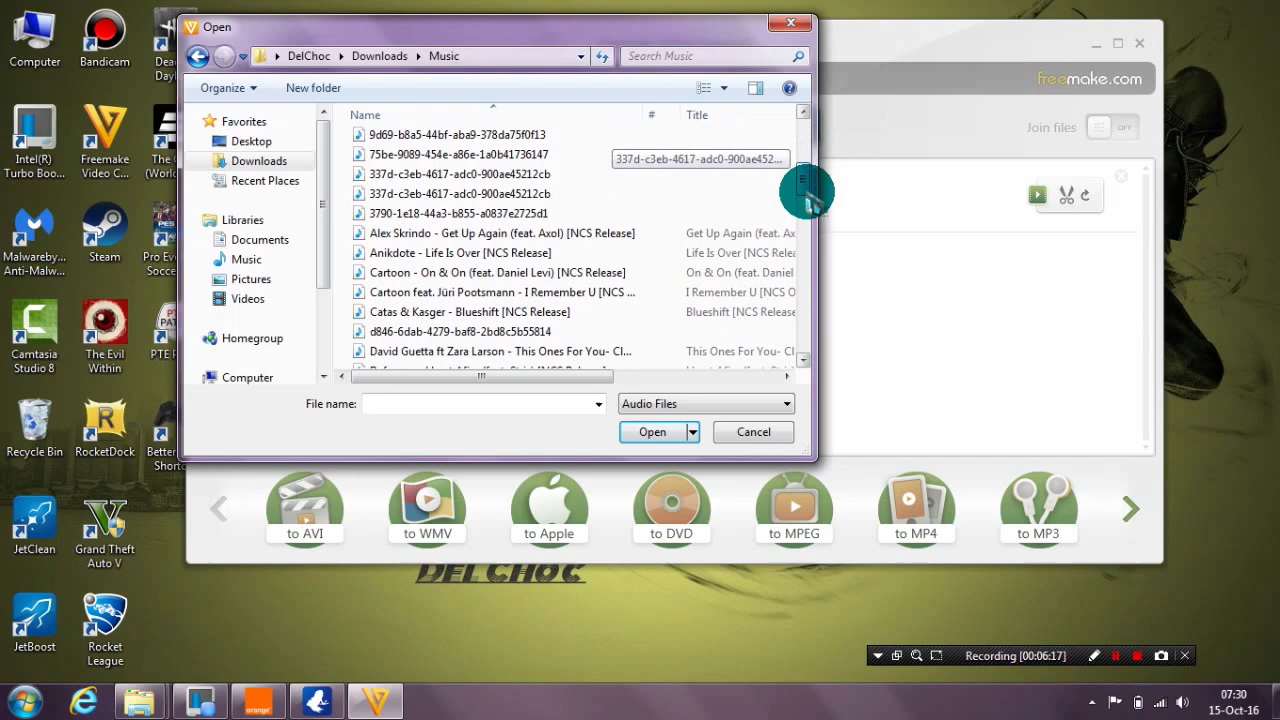 Computer
Bandicam
Intel(R)
Turbo Boo...
Freemake
Video C...
Malwareby...
Anti-Malw...
Steam
Camtasia
Studio 8
The Evil
Within
PTE P
Recycle Bin
RocketDock
Better
Short
JetClean
Grand Theft
Auto V
JetBoost
Rocket
League
Open
DelChoc
Downloads
Music
Search Music
Organize
New folder
Favorites
Desktop
Downloads
Recent Places
Libraries
Documents
Music
Pictures
Videos
Homegroup
Computer
Name
#
Title
9d69-b8a5-44bf-aba9-378da75f0f13
75be-9089-454e-a86e-1a0b41736147
337d-c3eb-4617-adc0-900ae45212cb
337d-c3eb-4617-adc0-900ae45212cb
3790-1e18-44a3-b855-a0837e2725d1
Alex Skrindo - Get Up Again (feat. Axol) [NCS Release] Get Up Again (feat
Anikdote - Life Is Over [NCS Release] Life Is Over [NCS Relea
Cartoon - On & On (feat. Daniel Levi) [NCS Release] On & On (feat. Danie
Cartoon feat. Jüri Pootsmann - I Remember U [NCS ... I Remember U [NCS
Catas & Kasger - Blueshift [NCS Release] Blueshift [NCS Relea
d846-6dab-4279-baf8-2bd8c5b55814
David Guetta ft Zara Larson - This Ones For You- Cl... This Ones For You- Cl
337d-c3eb-4617-adc0-900ae452...
File name:
Audio Files
Open
Cancel
freemake.com
Join files
OFF
to AVI
to WMV
to Apple
to DVD
to MPEG
to MP4
to MP3
DEL CHOC
Recording [00:06:17]
orange
07:30
15-Oct-16